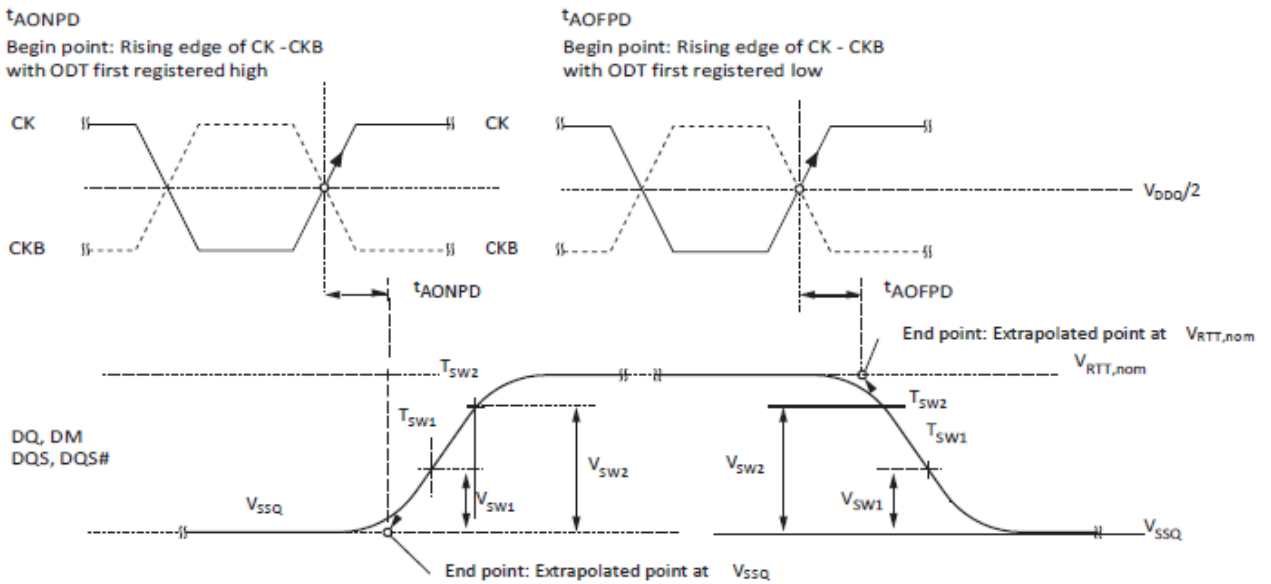 tAONPD
Begin point: Rising edge of CK -CKB
with ODT first registered high
tAOFPD
Begin point: Rising edge of CK - CKB
with ODT first registered low
CK
CK
VDDQ/2
CKB
CKB
tAONPD
tAOFPD
End point: Extrapolated point at VRTT,nom
TSW2
VRTT,nom
TSW1
TSW2
DQ, DM
DQS, DQS#
TSW1
VSW2
VSW2
VSSQ
VSW1
VSW1
VSSQ
End point: Extrapolated point at VSSQ